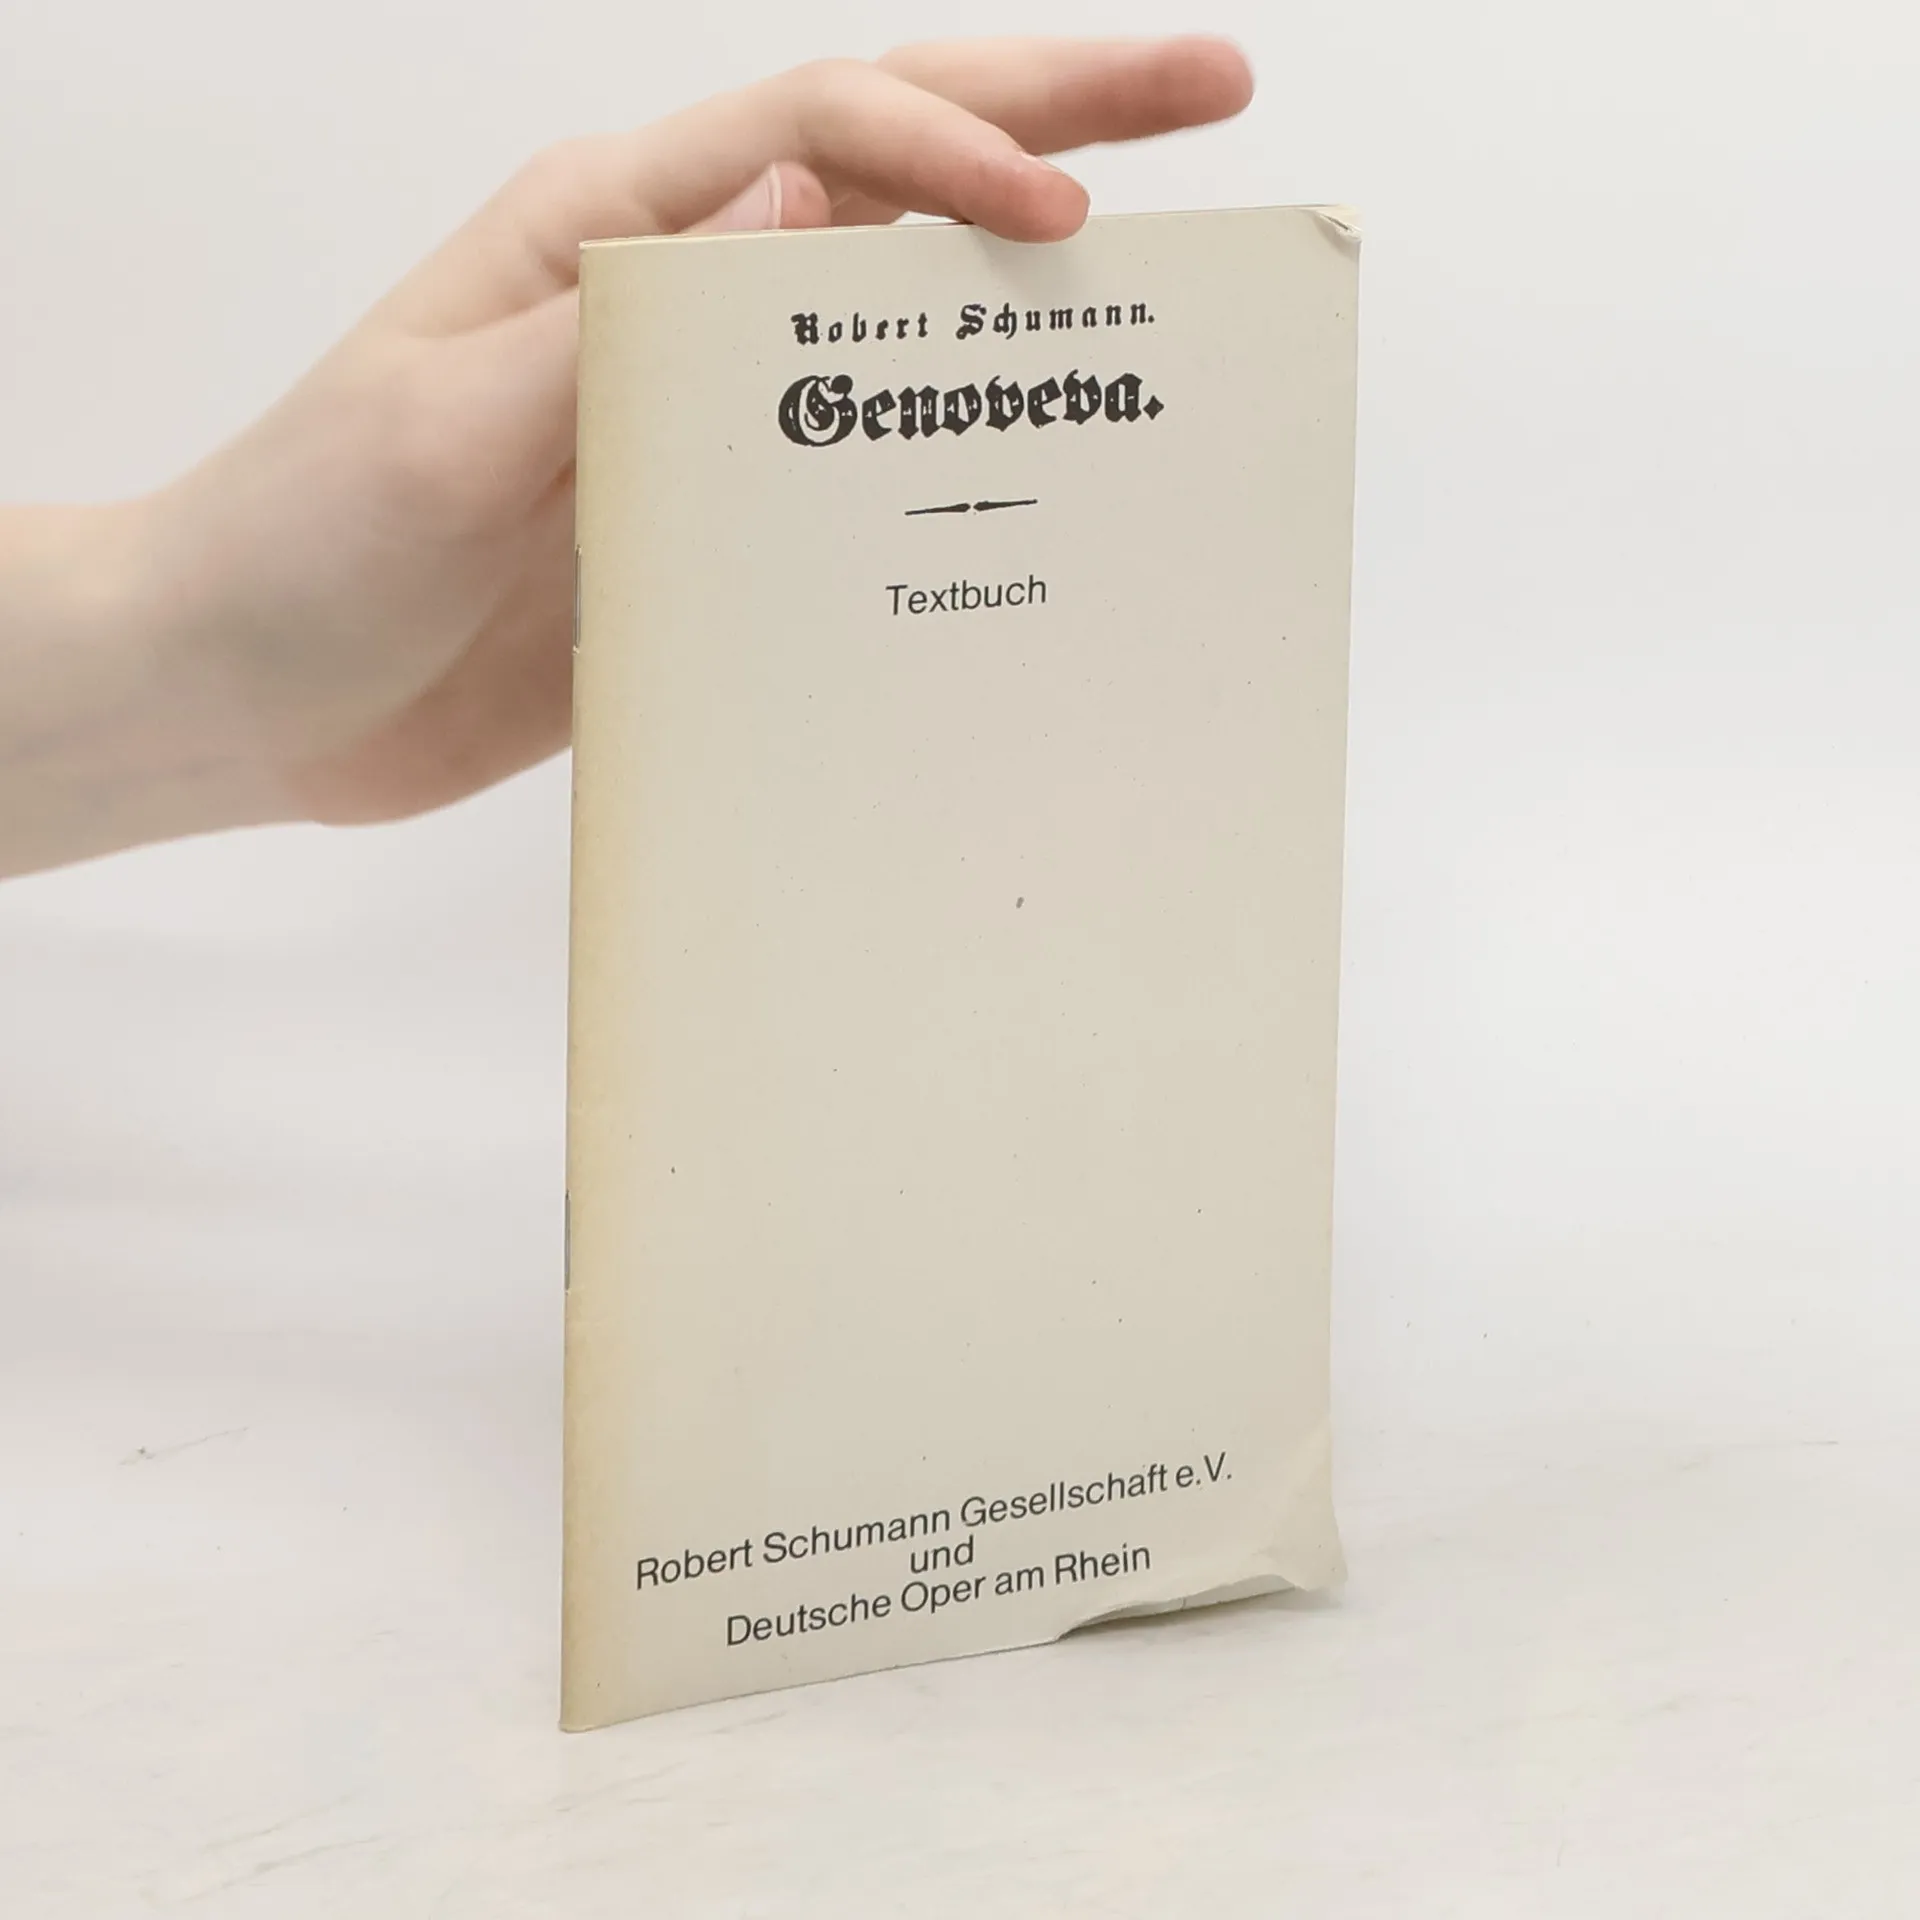 Robert Schumann.
Genoveva.
Textbuch
Robert Schumann Gesellschaft e.V.
und
Deutsche Oper am Rhein